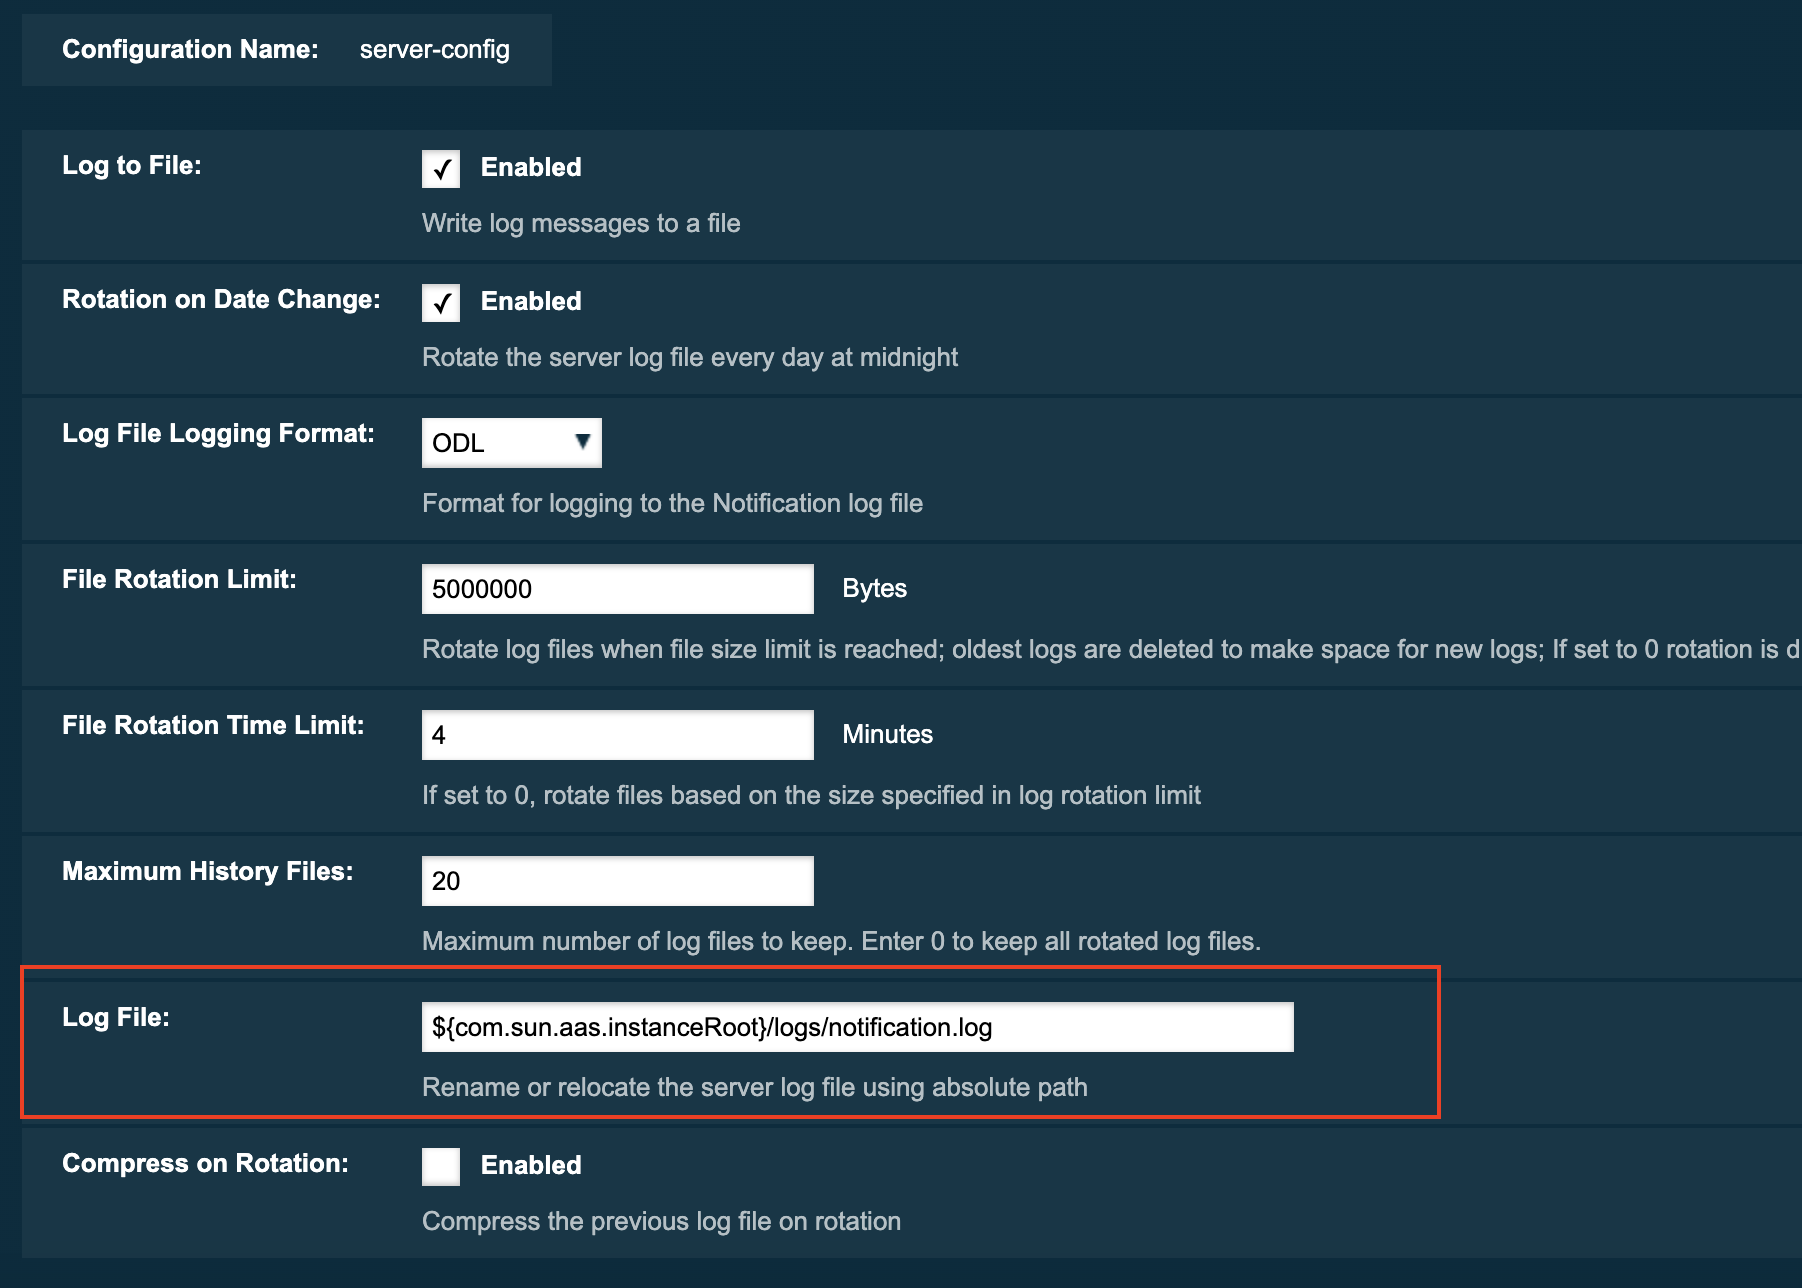 Configuration Name: server-config
Log to File: Enabled
Write log messages to a file
Rotation on Date Change: Enabled
Rotate the server log file every day at midnight
Log File Logging Format: ODL
Format for logging to the Notification log file
File Rotation Limit: 5000000 Bytes
Rotate log files when file size limit is reached; oldest logs are deleted to make space for new logs; If set to 0 rotation is d
File Rotation Time Limit: 4 Minutes
If set to 0, rotate files based on the size specified in log rotation limit
Maximum History Files: 20
Maximum number of log files to keep. Enter 0 to keep all rotated log files.
Log File: ${com.sun.aas.instanceRoot}/logs/notification.log
Rename or relocate the server log file using absolute path
Compress on Rotation: Enabled
Compress the previous log file on rotation